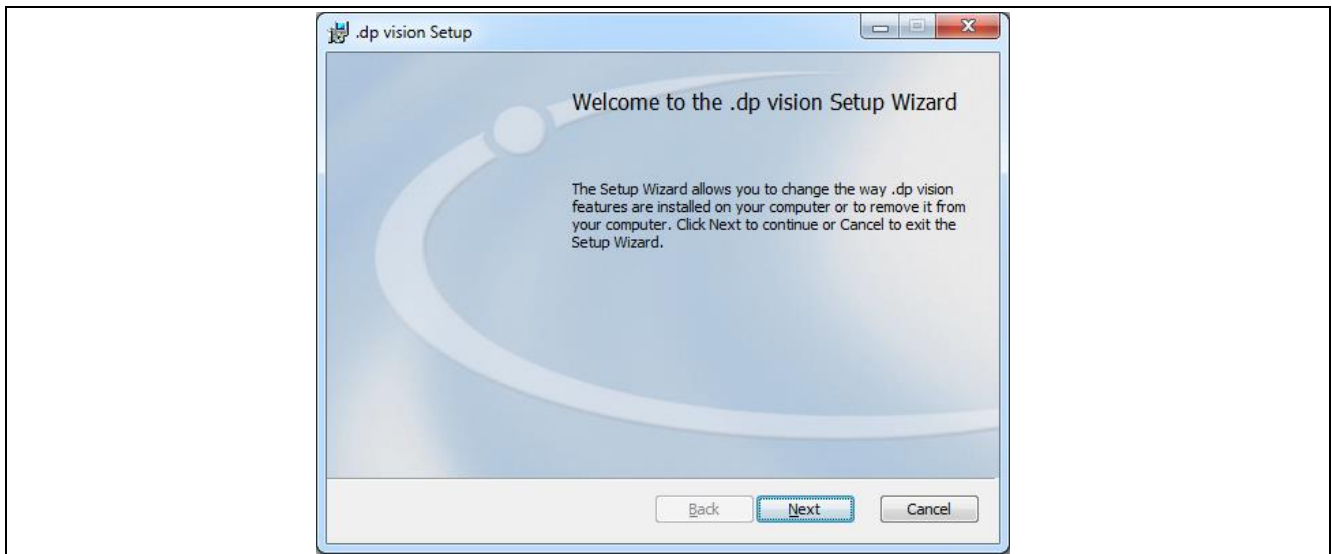 .dp vision Setup
Welcome to the .dp vision Setup Wizard
The Setup Wizard allows you to change the way .dp vision
features are installed on your computer or to remove it from
your computer. Click Next to continue or Cancel to exit the
Setup Wizard.
Back Next Cancel